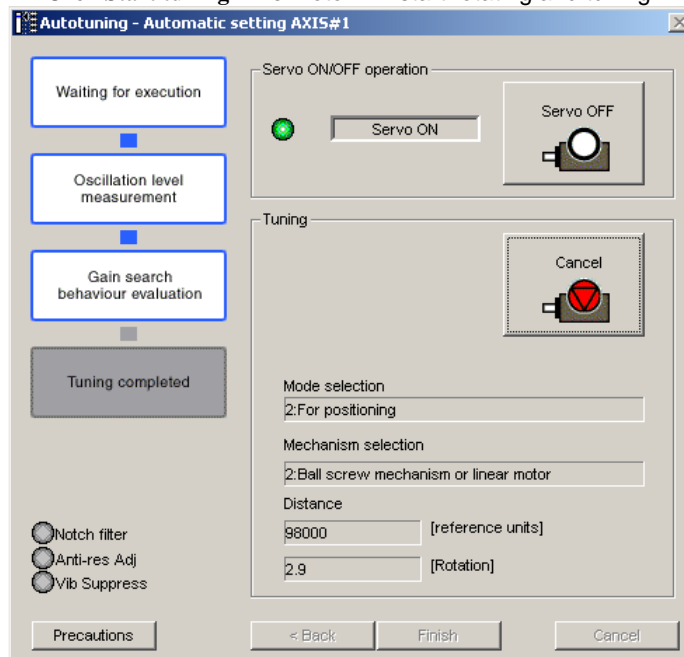 Autotuning - Automatic setting AXIS#1
Waiting for execution
Oscillation level
measurement
Gain search
behaviour evaluation
Tuning completed
Notch filter
Anti-res Adj
Vib Suppress
Precautions
Servo ON/OFF operation
Servo ON
Servo OFF
Tuning
Cancel
Mode selection
2:For positioning
Mechanism selection
2:Ball screw mechanism or linear motor
Distance
98000 [reference units]
2.9 [Rotation]
< Back
Finish
Cancel